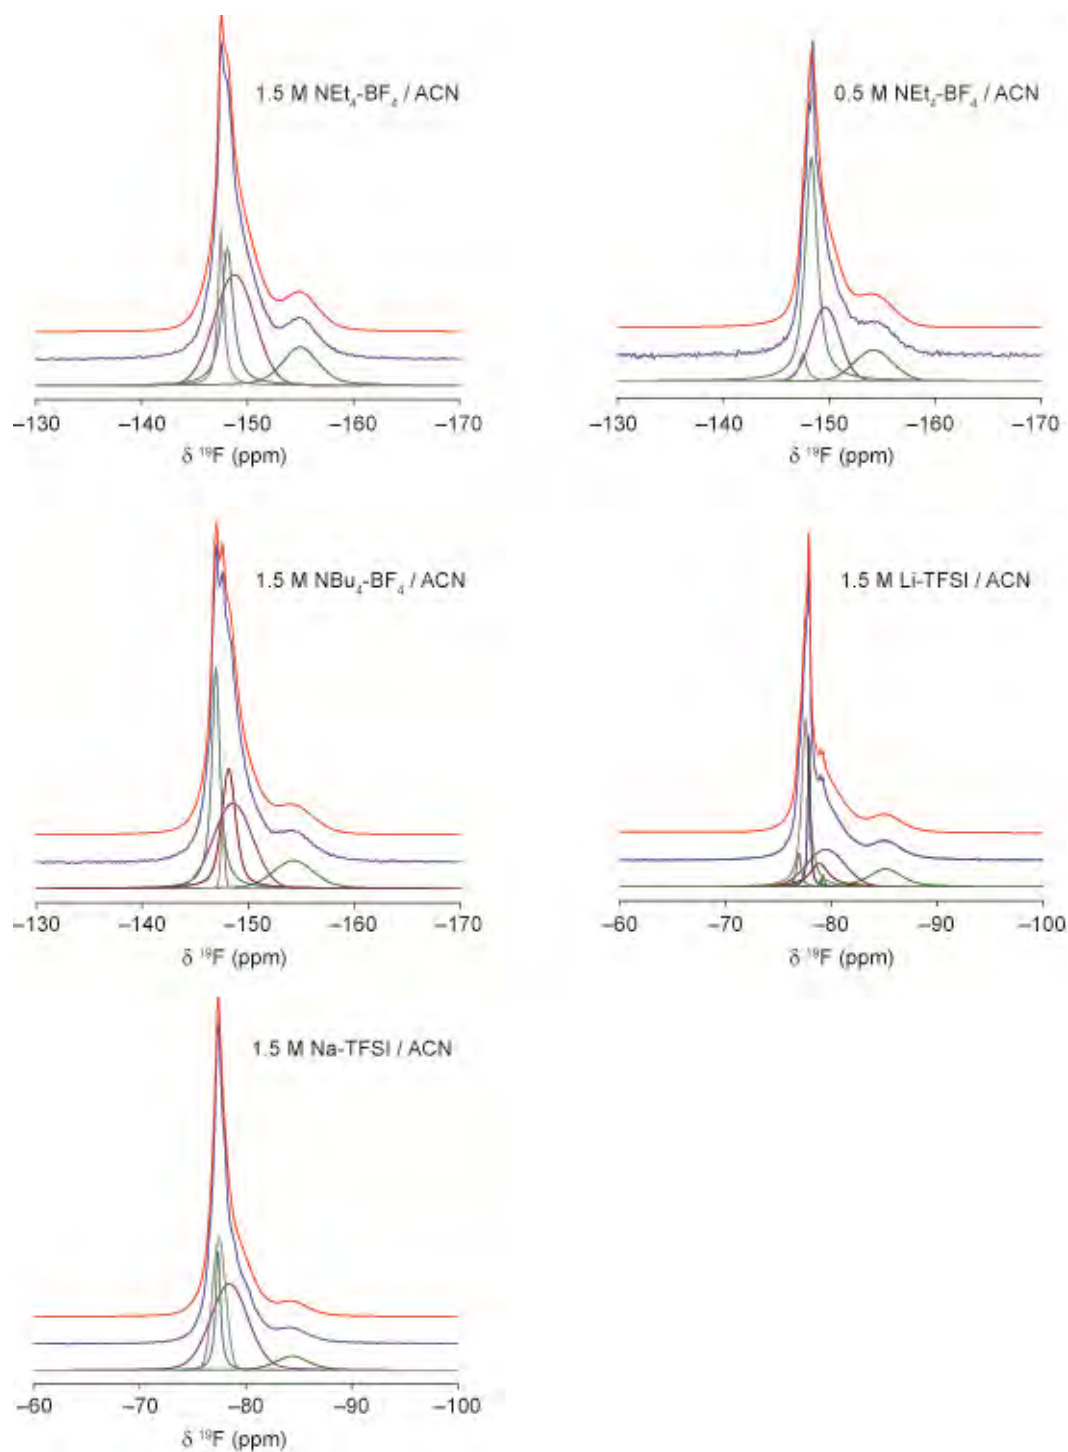 1.5 M NEt₄-BF₄ / ACN
0.5 M NEt₄-BF₄ / ACN
–130 –140 –150 –160 –170
–130 –140 –150 –160 –170
δ ¹⁹F (ppm)
δ ¹⁹F (ppm)
1.5 M NBu₄-BF₄ / ACN
1.5 M Li-TFSI / ACN
–130 –140 –150 –160 –170
–60 –70 –80 –90 –100
δ ¹⁹F (ppm)
δ ¹⁹F (ppm)
1.5 M Na-TFSI / ACN
–60 –70 –80 –90 –100
δ ¹⁹F (ppm)